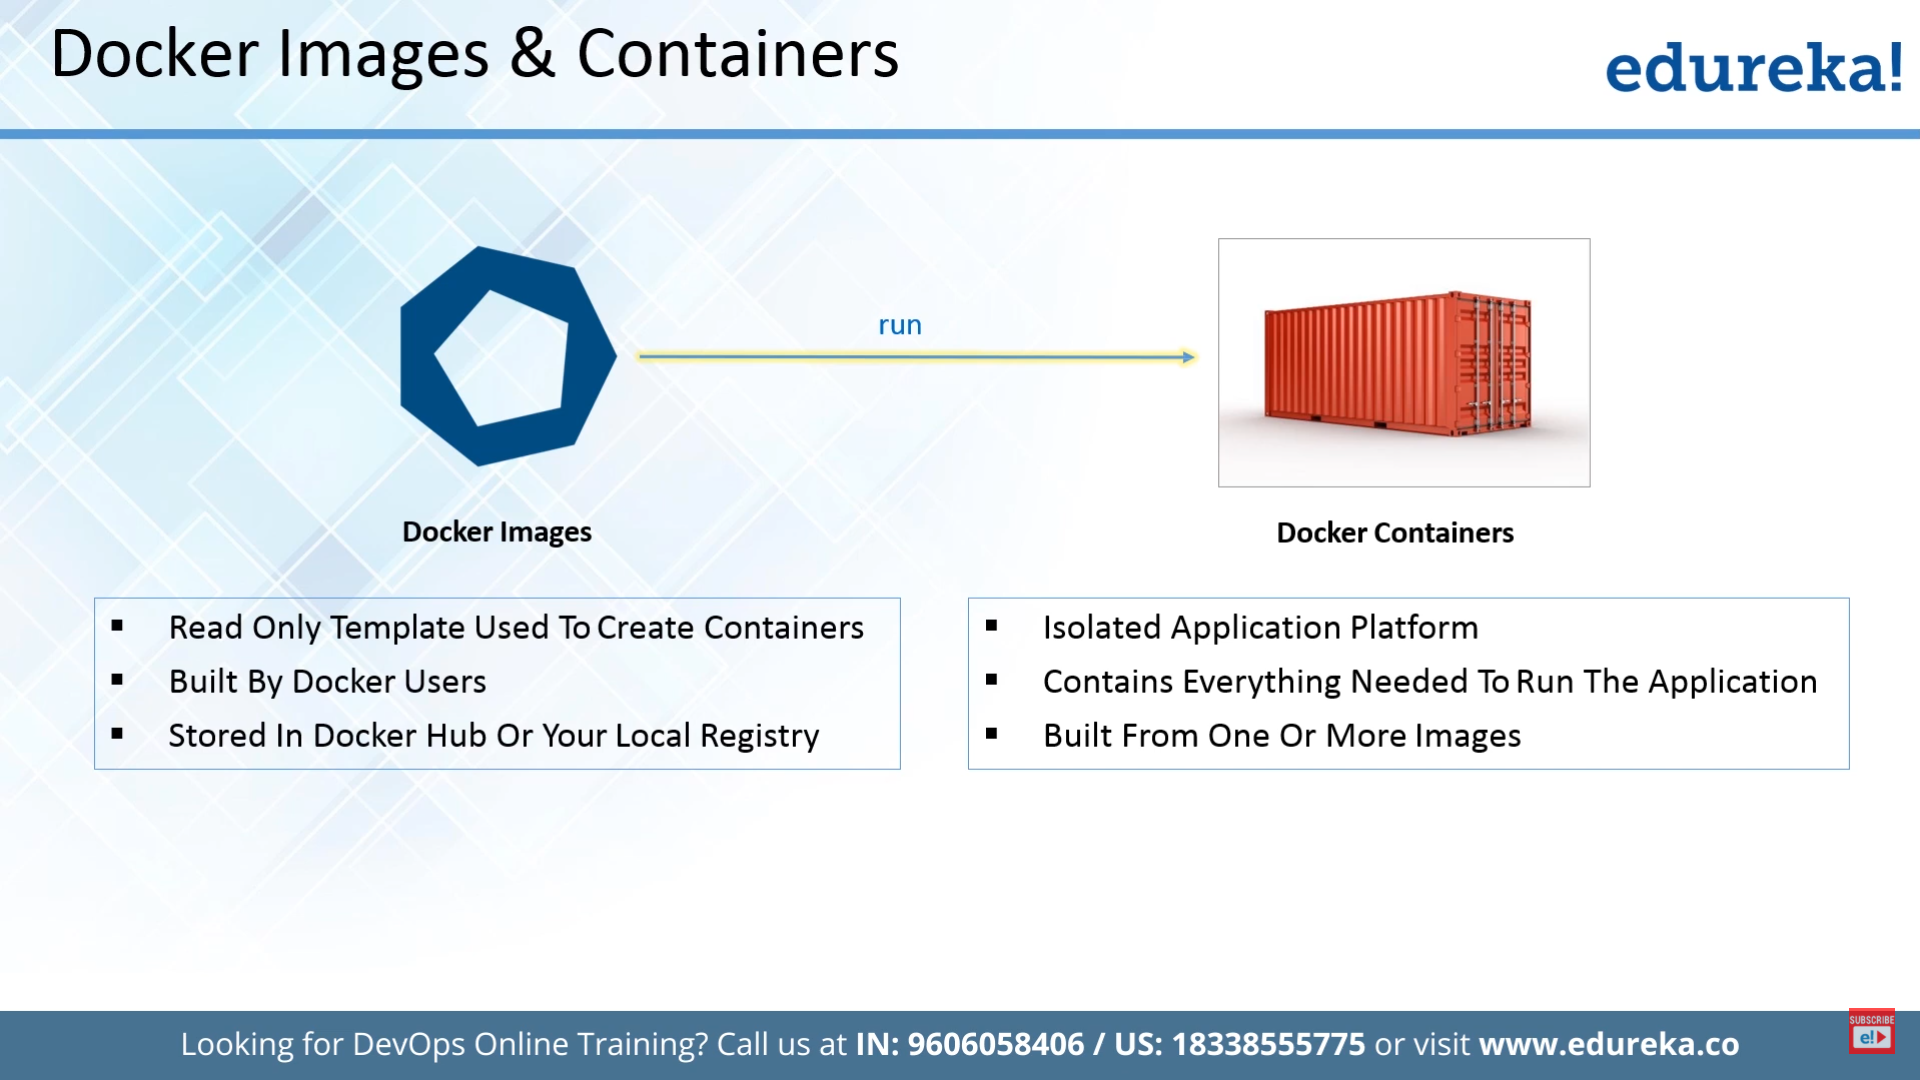 Docker Images & Containers
edureka!
run
Docker Images
Docker Containers
Read Only Template Used To Create Containers
Built By Docker Users
Stored In Docker Hub Or Your Local Registry
Isolated Application Platform
Contains Everything Needed To Run The Application
Built From One Or More Images
Looking for DevOps Online Training? Call us at IN: 9606058406 / US: 18338555775 or visit www.edureka.co
SUBSCRIBE
e!